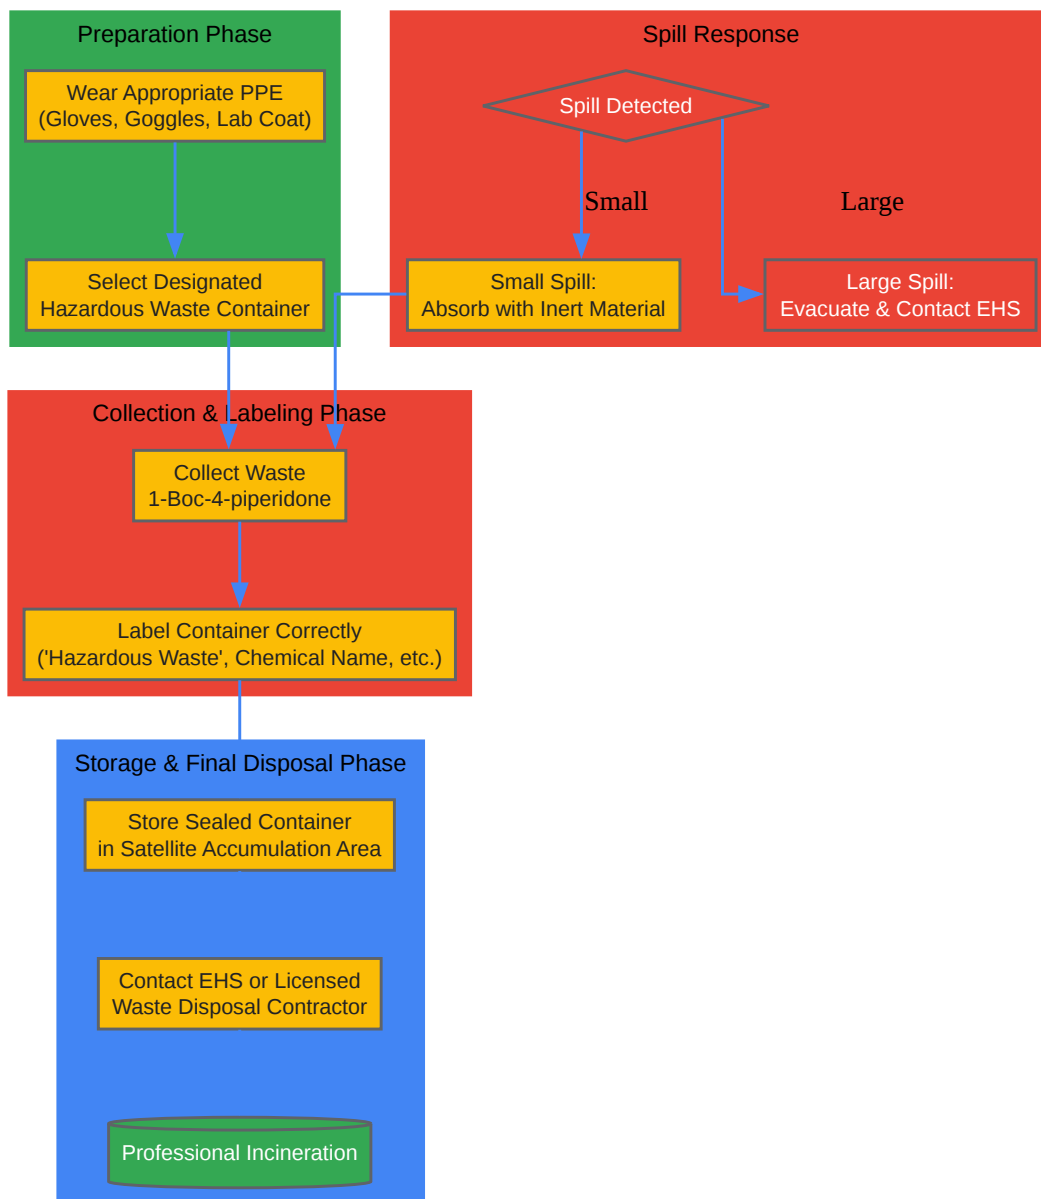 Preparation Phase
Wear Appropriate PPE
(Gloves, Goggles, Lab Coat)
Select Designated
Hazardous Waste Container
Spill Response
Spill Detected
Small
Large
Small Spill:
Absorb with Inert Material
Large Spill:
Evacuate & Contact EHS
Collection & Labeling Phase
Collect Waste
1-Boc-4-piperidone
Label Container Correctly
('Hazardous Waste', Chemical Name, etc.)
Storage & Final Disposal Phase
Store Sealed Container
in Satellite Accumulation Area
Contact EHS or Licensed
Waste Disposal Contractor
Professional Incineration